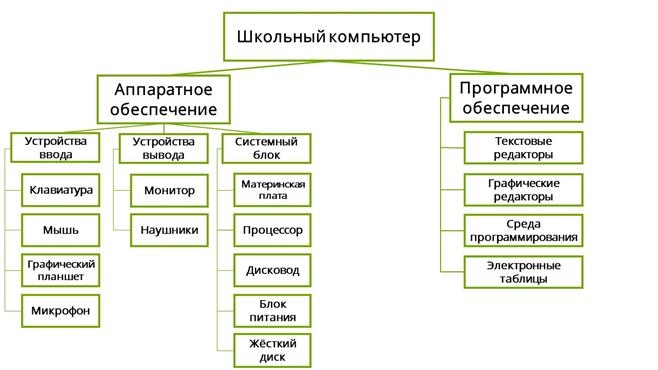 Школьный компьютер
Аппаратное
обеспечение
Программное
обеспечение
Устройства
ввода
Клавиатура
Мышь
Графический
планшет
Микрофон
Устройства
вывода
Монитор
Наушники
Системный
блок
Материнская
плата
Процессор
Дисковод
Блок
питания
Жёсткий
диск
Текстовые
редакторы
Графические
редакторы
Среда
программирования
Электронные
таблицы